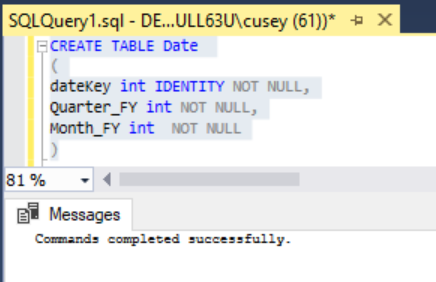 SQLQuery1.sql - DE...ULL63U\cusey (61))*
CREATE TABLE Date
(
dateKey int IDENTITY NOT NULL,
Quarter_FY int NOT NULL,
Month_FY int  NOT NULL
)
81 %
Messages
Commands completed successfully.